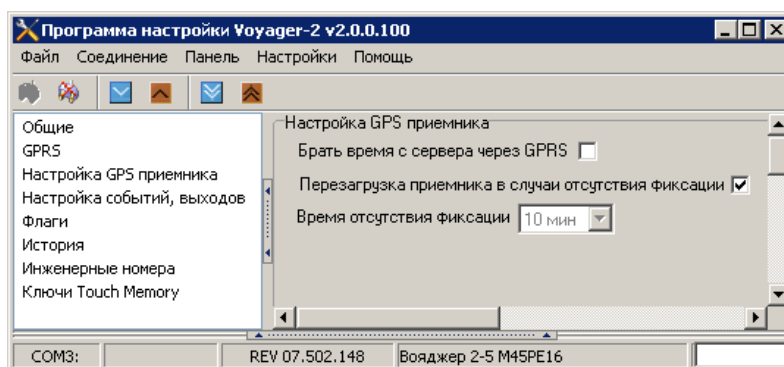 Программа настройки Voyager-2 v2.0.0.100
Файл Соединение Панель Настройки Помощь
Общие
GPRS
Настройка GPS приемника
Настройка событий, выходов
Флаги
История
Инженерные номера
Ключи Touch Memory
Настройка GPS приемника
Брать время с сервера через GPRS
Перезагрузка приемника в случаи отсутствия фиксации
Время отсутствия фиксации 10 мин
COM3: REV 07.502.148 Вояджер 2-5 M45PE16